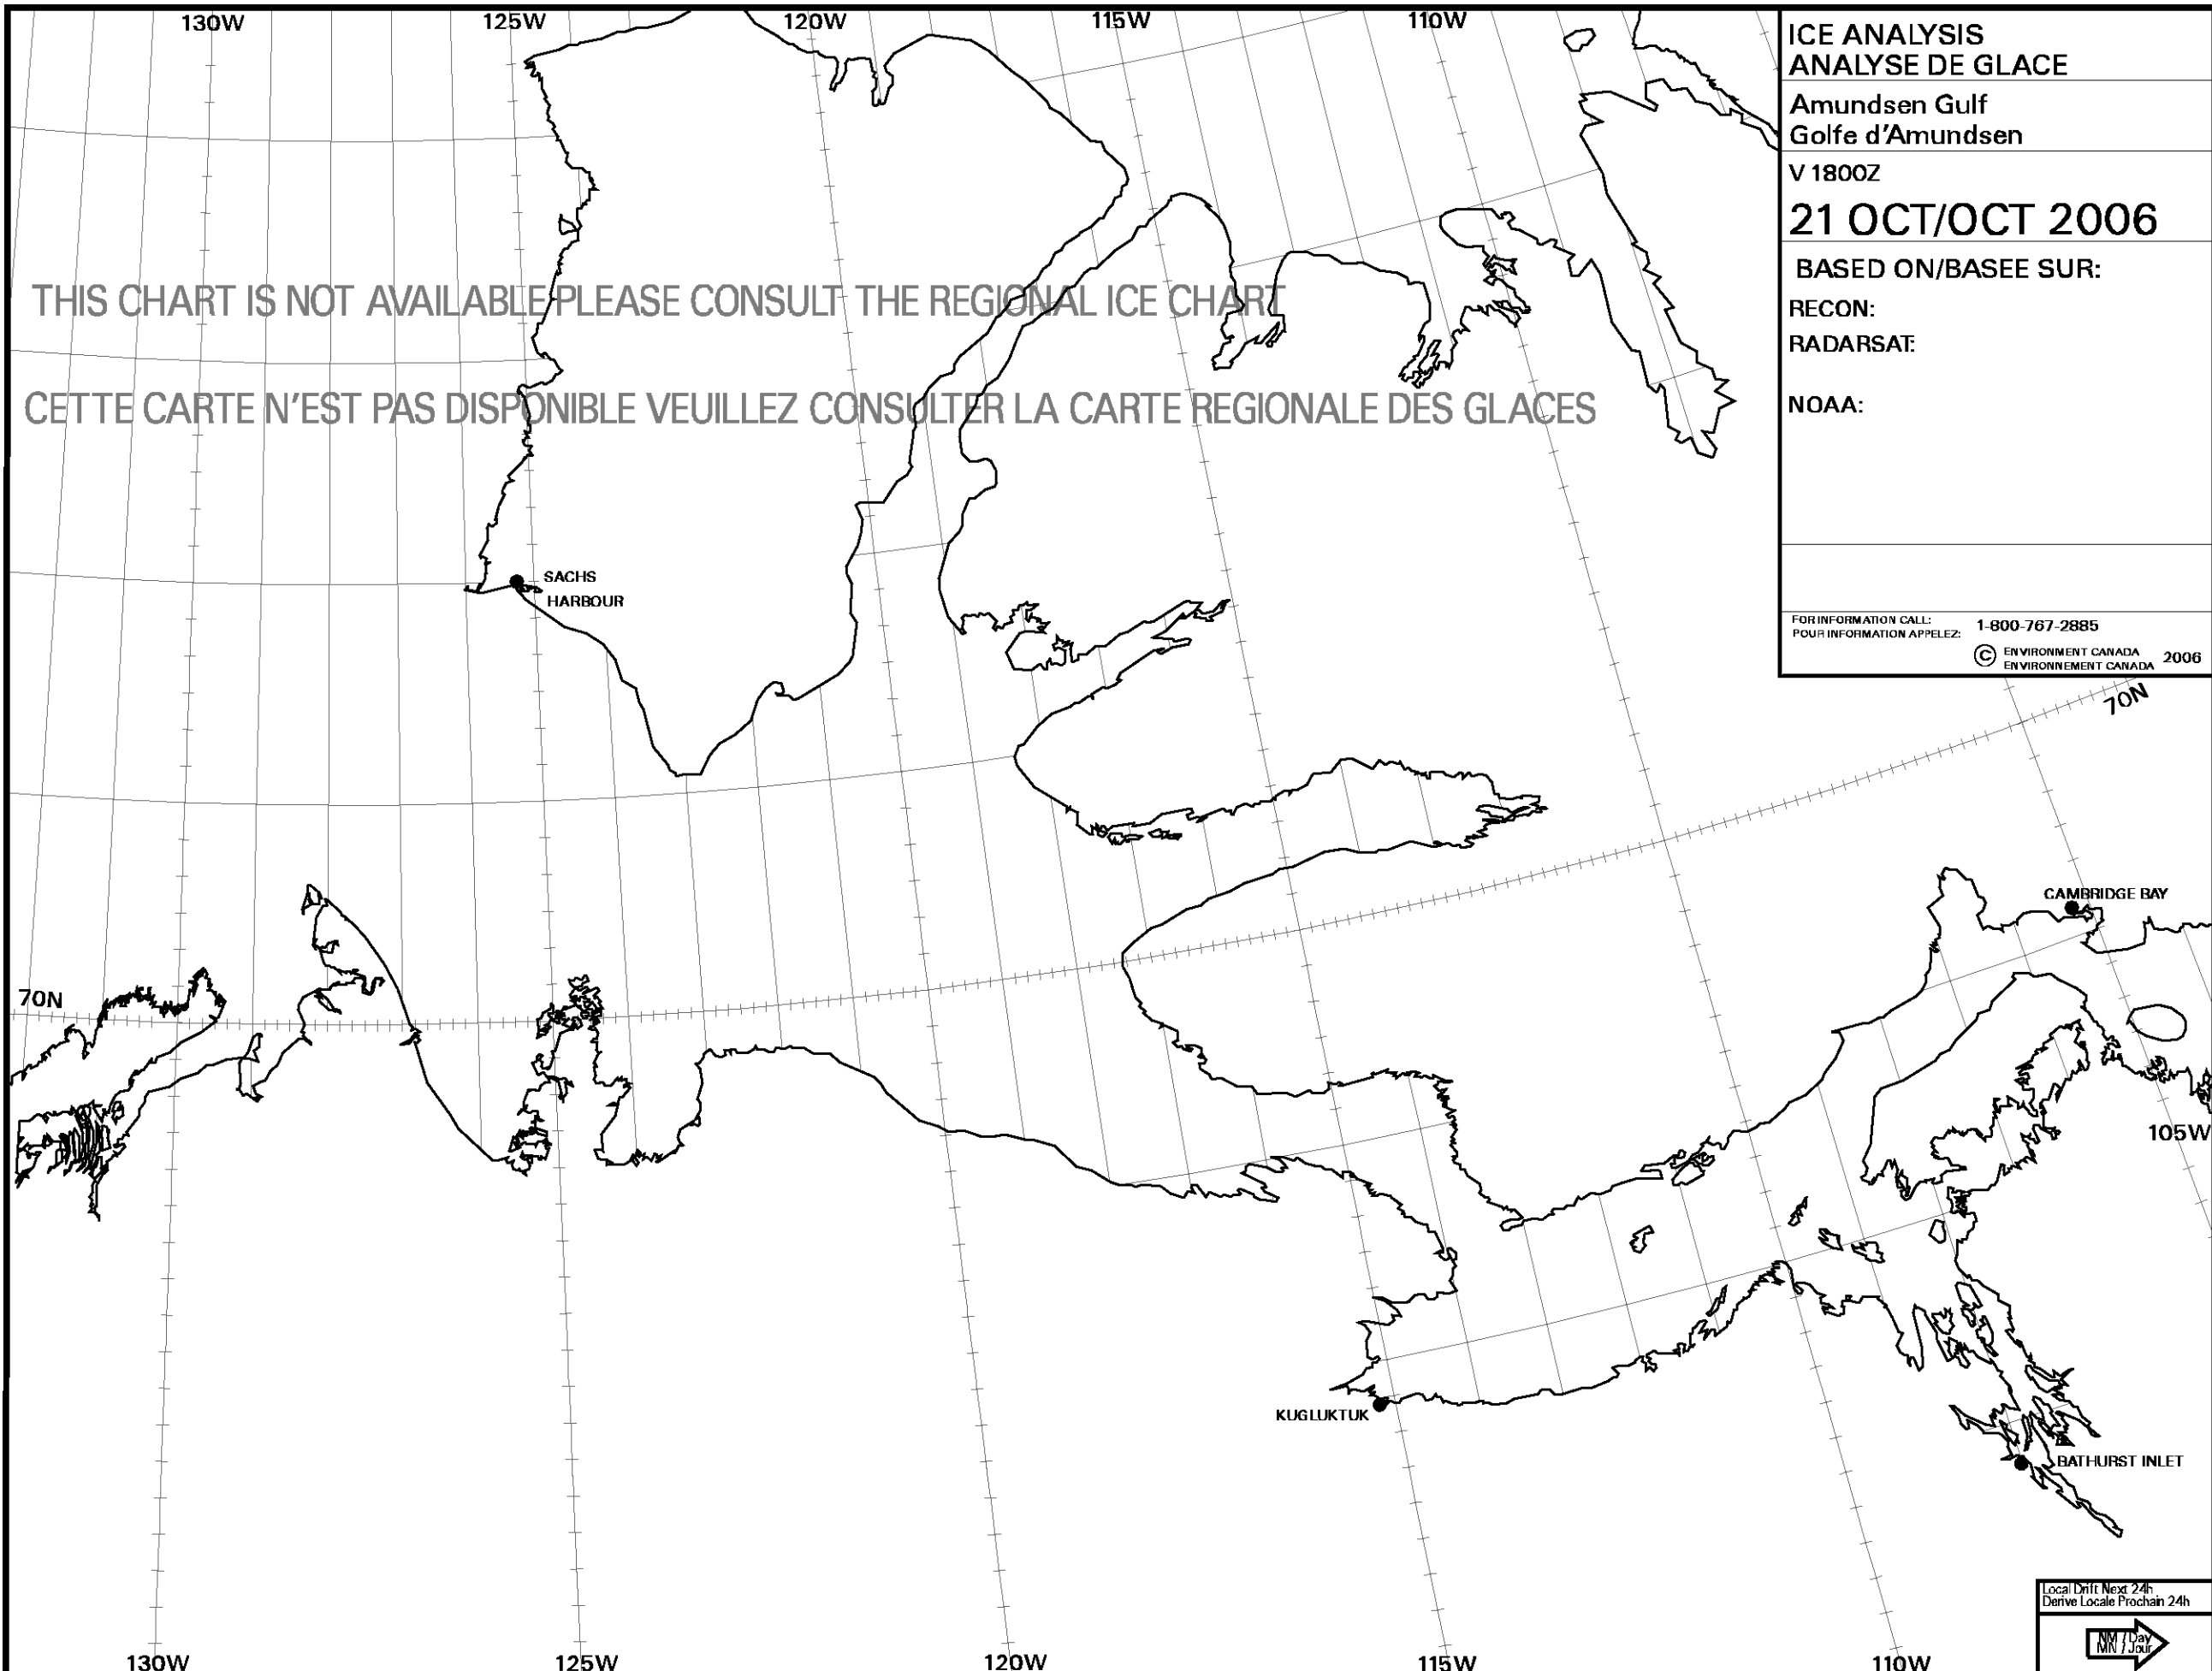 130W
125W
120W
115W
110W
ICE ANALYSIS
ANALYSE DE GLACE
Amundsen Gulf
Golfe d'Amundsen
V 1800Z
21 OCT/OCT 2006
BASED ON/BASEE SUR:
RECON:
RADARSAT:
NOAA:
FOR INFORMATION CALL:
POUR INFORMATION APPELEZ:
1-800-767-2885
© ENVIRONMENT CANADA
ENVIRONNEMENT CANADA
2006
THIS CHART IS NOT AVAILABLE PLEASE CONSULT THE REGIONAL ICE CHART
CETTE CARTE N'EST PAS DISPONIBLE VEUILLEZ CONSULTER LA CARTE REGIONALE DES GLACES
SACHS
HARBOUR
70N
CAMBRIDGE BAY
70N
105W
KUGLUKTUK
BATHURST INLET
Local Drift Next 24h
Derive Locale Prochain 24h
NM / Day
MN / Jour
130W
125W
120W
115W
110W